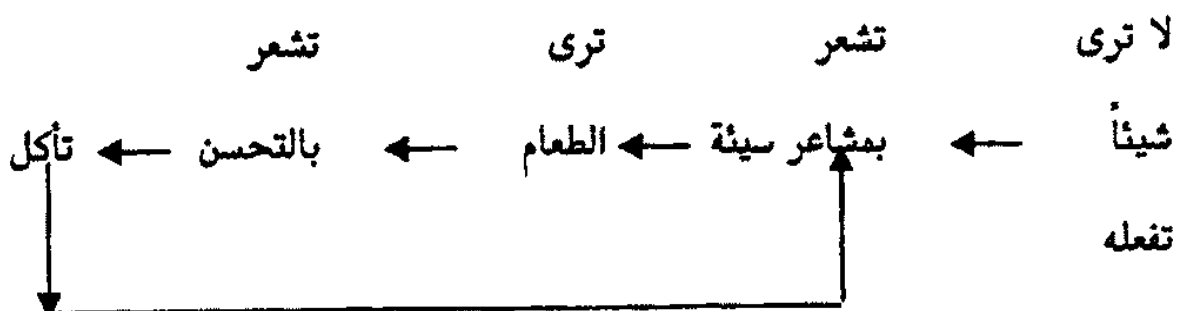 لا ترى تشعر ترى تشعر
شيئاً بمشاعر سيئة الطعام بالتحسن تأكل
تفعله